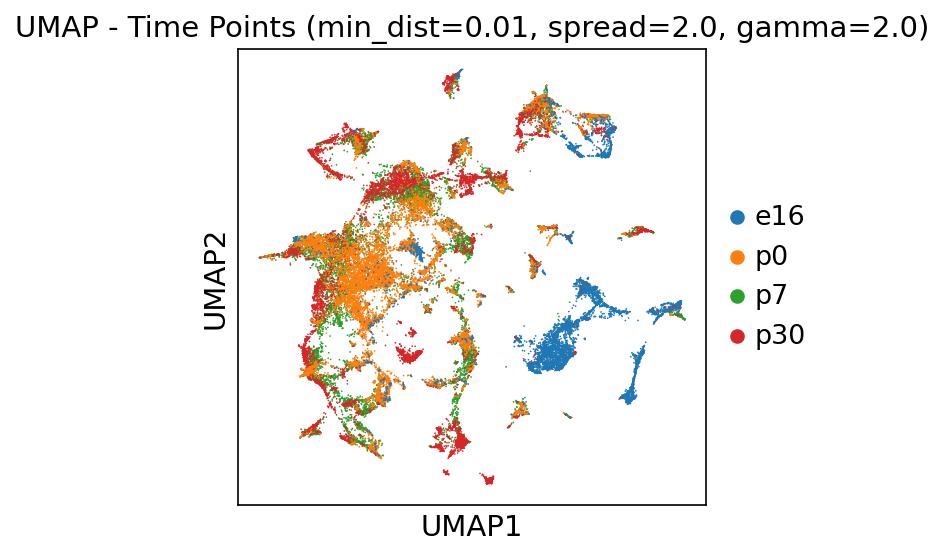 UMAP - Time Points (min_dist=0.01, spread=2.0, gamma=2.0)
UMAP2
e16
p0
p7
p30
UMAP1